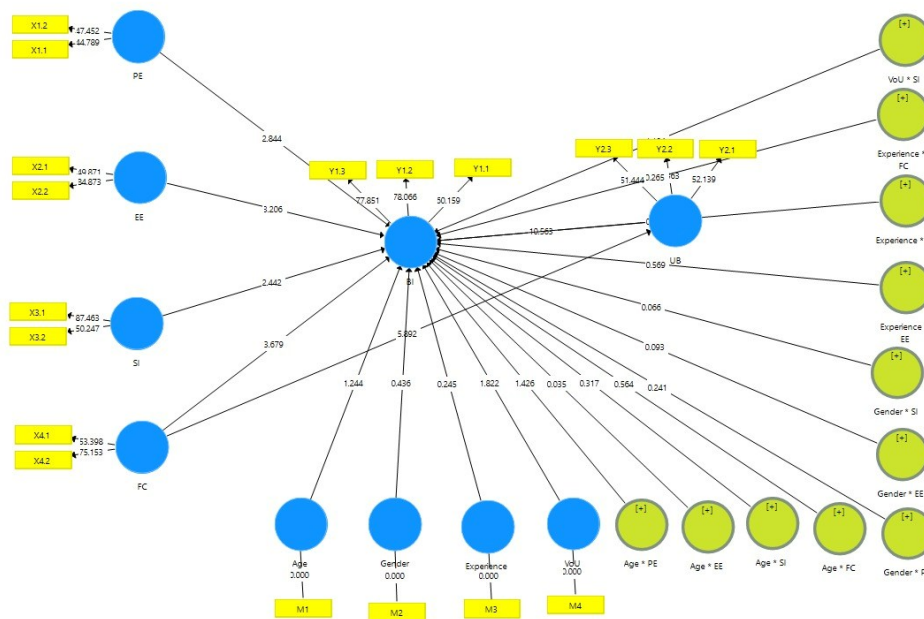 X1.2
47.452
X1.1
44.789
PE
2.844
X2.1
49.871
X2.2
34.873
EE
3.206
X3.1
87.463
X3.2
50.247
SI
2.442
X4.1
53.398
X4.2
75.153
FC
3.679
5.892
Y1.3
Y1.2
Y1.1
77.851
78.066
50.159
BI
Y2.3
Y2.2
Y2.1
51.444
52.139
UB
10.563
0.265
0.569
0.066
0.093
1.244
0.436
0.245
1.822
1.426
0.035
0.317
0.564
0.241
[+]
VoU * SI
[+]
Experience *
FC
[+]
Experience *
[+]
Experience
EE
[+]
Gender * SI
[+]
Gender * EE
[+]
Gender * P
[+]
Age * PE
[+]
Age * EE
[+]
Age * SI
[+]
Age * FC
Age
Gender
Experience
VoU
0.000
0.000
0.000
0.000
M1
M2
M3
M4